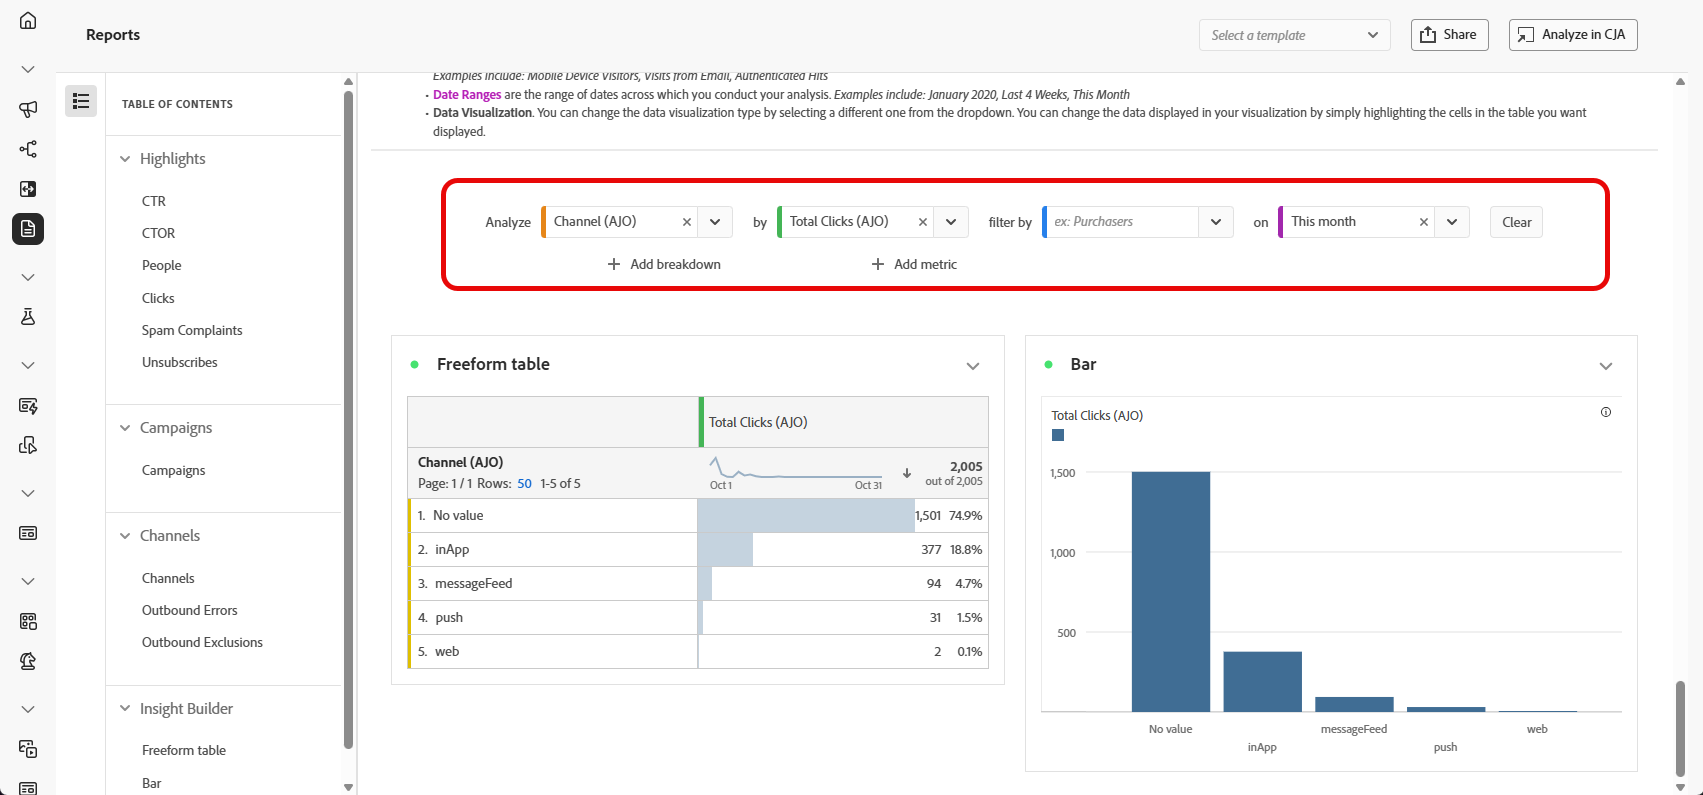 Reports
Select a template
Share
Analyze in CJA
TABLE OF CONTENTS
Highlights
CTR
CTOR
People
Clicks
Spam Complaints
Unsubscribes
Campaigns
Campaigns
Channels
Channels
Outbound Errors
Outbound Exclusions
Insight Builder
Freeform table
Bar
Examples include: Mobile Device Visitors, Visits from Email, Authenticated Hits
• Date Ranges are the range of dates across which you conduct your analysis. Examples include: January 2020, Last 4 Weeks, This Month
• Data Visualization. You can change the data visualization type by selecting a different one from the dropdown. You can change the data displayed in your visualization by simply highlighting the cells in the table you want
displayed.
Analyze Channel (AJO) by Total Clicks (AJO) filter by ex: Purchasers on This month Clear
Add breakdown Add metric
Freeform table
Total Clicks (AJO)
Channel (AJO)
Page: 1 / 1 Rows: 50 1-5 of 5
Oct 1 Oct 31
2,005
out of 2,005
1. No value 1,501 74.9%
2. inApp 377 18.8%
3. messageFeed 94 4.7%
4. push 31 1.5%
5. web 2 0.1%
Bar
Total Clicks (AJO)
1,500
1,000
500
No value
inApp
messageFeed
push
web